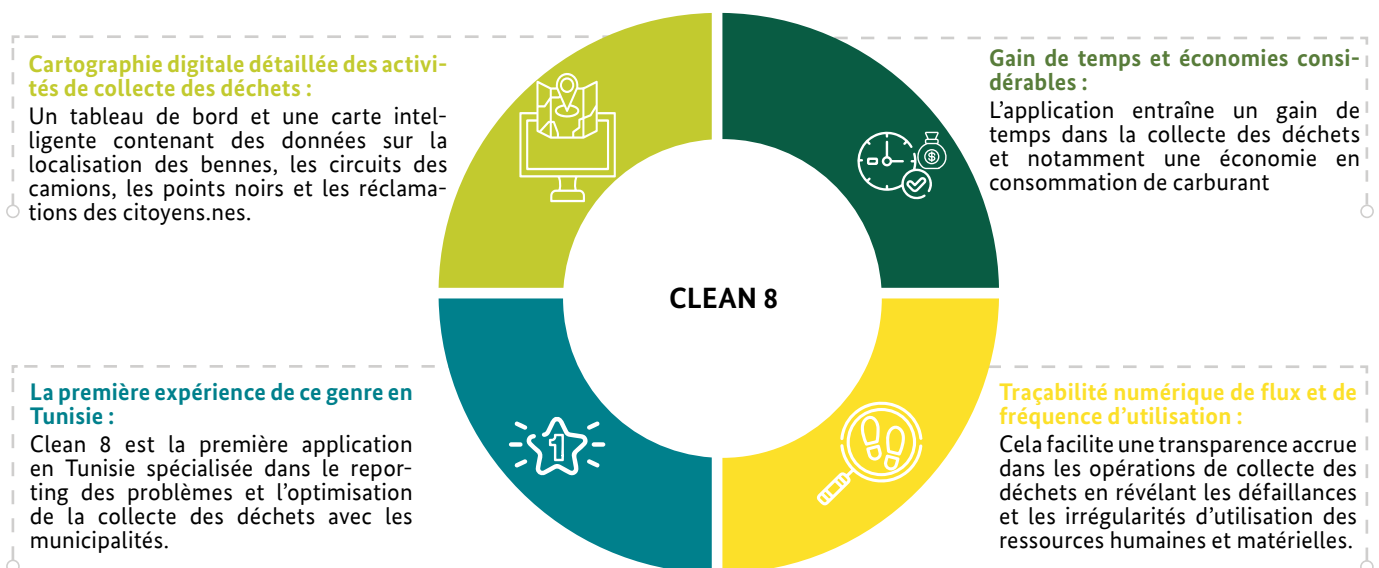 Cartographie digitale détaillée des activi-
tés de collecte des déchets :
Un tableau de bord et une carte intel-
ligente contenant des données sur la
localisation des bennes, les circuits des
camions, les points noirs et les réclama-
tions des citoyens.nes.
Gain de temps et économies consi-
dérables :
L’application entraîne un gain de
temps dans la collecte des déchets
et notamment une économie en
consommation de carburant
$
CLEAN 8
La première expérience de ce genre en
Tunisie :
Clean 8 est la première application
en Tunisie spécialisée dans le repor-
ting des problèmes et l’optimisation
de la collecte des déchets avec les
municipalités.
1
Traçabilité numérique de flux et de
fréquence d’utilisation :
Cela facilite une transparence accrue
dans les opérations de collecte des
déchets en révélant les défaillances
et les irrégularités d’utilisation des
ressources humaines et matérielles.